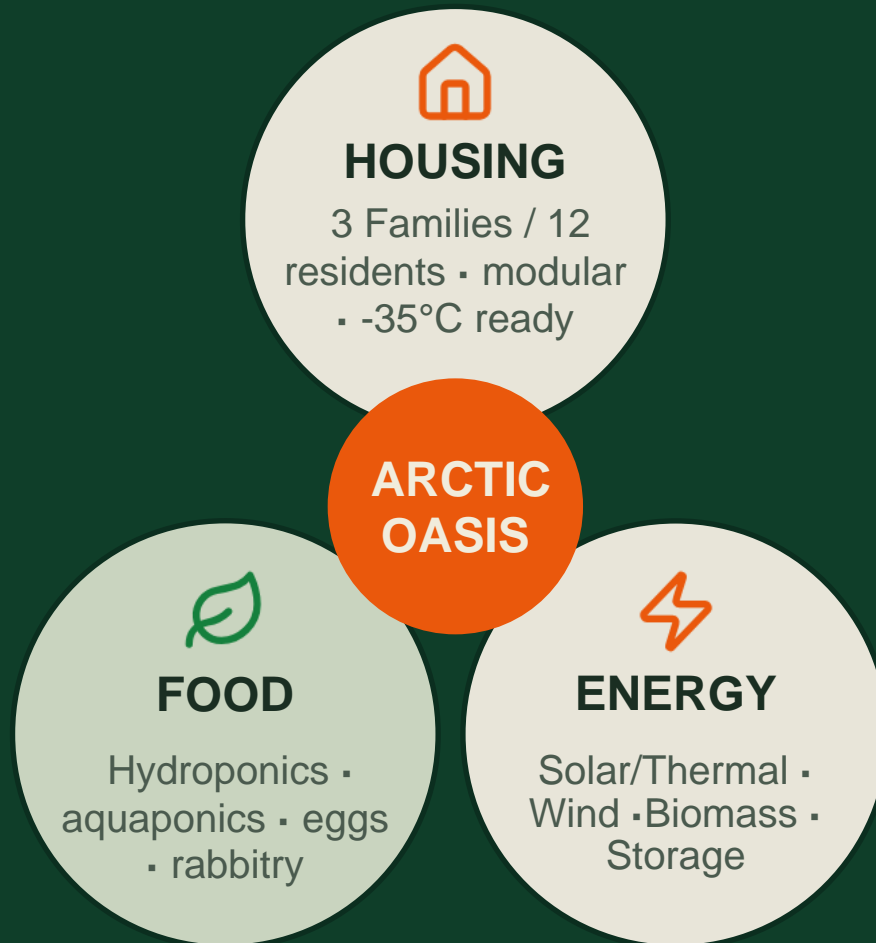 HOUSING
3 Families / 12
residents ▪ modular
▪ -35°C ready
ARCTIC
OASIS
FOOD
Hydroponics ▪
aquaponics ▪ eggs
▪ rabbitry
ENERGY
Solar/Thermal ▪
Wind ▪Biomass ▪
Storage